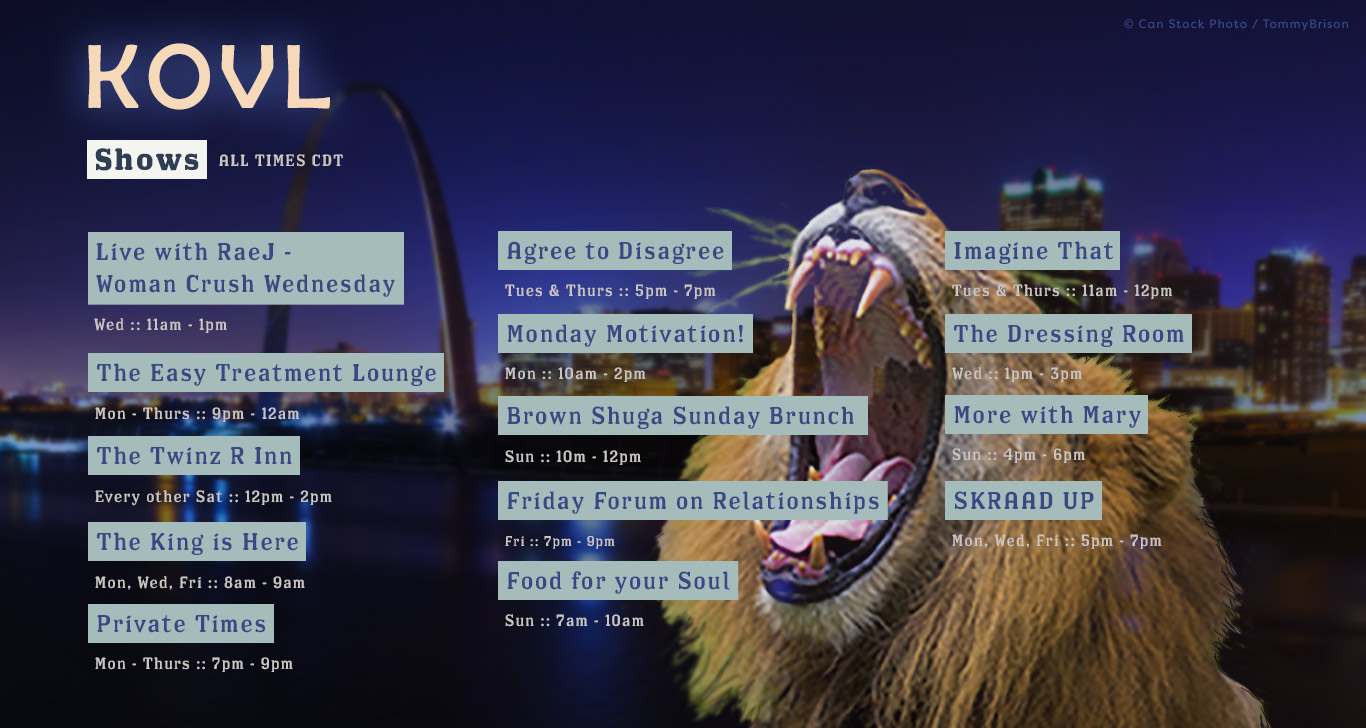 © Can Stock Photo / TommyBrison
KOVL
Shows ALL TIMES CDT
Live with RaeJ -
Woman Crush Wednesday
Wed :: 11am - 1pm
The Easy Treatment Lounge
Mon - Thurs :: 9pm - 12am
The Twinz R Inn
Every other Sat :: 12pm - 2pm
The King is Here
Mon, Wed, Fri :: 8am - 9am
Private Times
Mon - Thurs :: 7pm - 9pm
Agree to Disagree
Tues & Thurs :: 5pm - 7pm
Monday Motivation!
Mon :: 10am - 2pm
Brown Shuga Sunday Brunch
Sun :: 10m - 12pm
Friday Forum on Relationships
Fri :: 7pm - 9pm
Food for your Soul
Sun :: 7am - 10am
Imagine That
Tues & Thurs :: 11am - 12pm
The Dressing Room
Wed :: 1pm - 3pm
More with Mary
Sun :: 4pm - 6pm
SKRAAD UP
Mon, Wed, Fri :: 5pm - 7pm